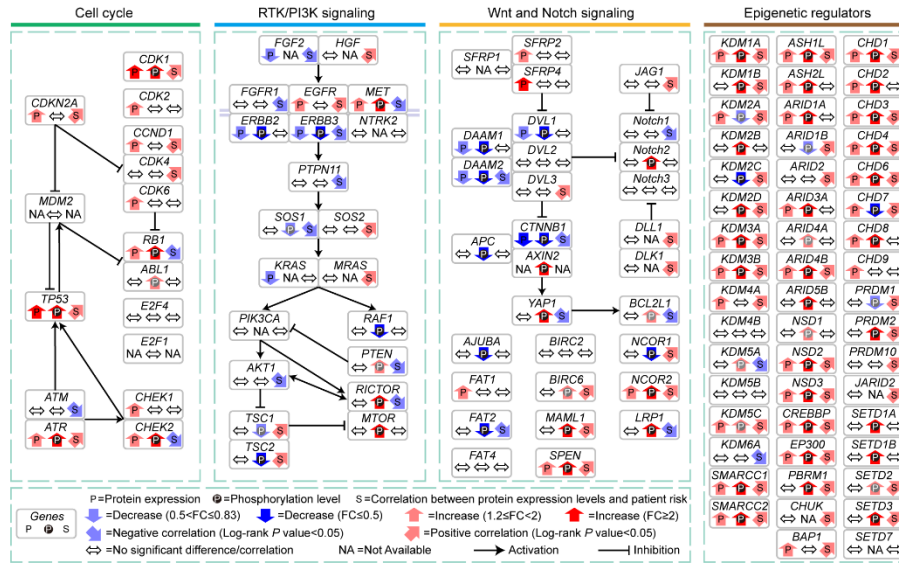 Cell cycle
CDK1
P P S
CDKN2A
P S
CDK2
P
CCND1
P S
CDK4
S
CDK6
P
MDM2
NA NA
RB1
P P S
ABL1
P
TP53
P P S
E2F4
E2F1
NA NA
ATM
S
CHEK1
P
ATR
P P S
CHEK2
P P S
RTK/PI3K signaling
FGF2 HGF
P NA S NA S
FGFR1 EGFR MET
S P S P P S
ERBB2 ERBB3 NTRK2
P P P P S NA
PTPN11
S
SOS1 SOS2
P S S
KRAS MRAS
P NA NA S
PIK3CA RAF1
NA P
PTEN
P S
AKT1
S
RICTOR
P S
TSC1 MTOR
P S P
TSC2
P S
Wnt and Notch signaling
SFRP2
P
SFRP1
NA
SFRP4
P S
JAG1
NA S
DVL1
P P
Notch1
S
DAAM1
P P
DVL2
Notch2
P
DAAM2
P P S
DVL3
S
Notch3
CTNNB1
P S
DLL1
NA S
APC
P
AXIN2
NA P NA
DLK1
NA S
YAP1
P S
BCL2L1
P S
AJUBA BIRC2 NCOR1
P P S
FAT1 BIRC6 NCOR2
P P S P P S
FAT2 MAML1 LRP1
P P S P S P S
FAT4 SPEN
P P S
Epigenetic regulators
KDM1A ASH1L CHD1
KDM1B ASH2L CHD2
KDM2A ARID1A CHD3
KDM2B ARID1B CHD4
KDM2C ARID2 CHD6
KDM2D ARID3A CHD7
KDM3A ARID4A CHD8
KDM3B ARID4B CHD9
KDM4A ARID5B PRDM1
KDM4B NSD1 PRDM2
KDM5A NSD2 PRDM10
KDM5B NSD3 JARID2
NA
KDM5C CREBBP SETD1A
KDM6A EP300 SETD1B
SMARCC1 PBRM1 SETD2
SMARCC2 CHUK SETD3
NA
BAP1 SETD7
NA
P=Protein expression P=Phosphorylation level S=Correlation between protein expression levels and patient risk
Genes
P P S
=Decrease (0.5<FC≤0.83) =Decrease (FC≤0.5) =Increase (1.2≤FC<2) =Increase (FC≥2)
=Negative correlation (Log-rank P value<0.05) =Positive correlation (Log-rank P value<0.05)
=No significant difference/correlation NA =Not Available =Activation =Inhibition